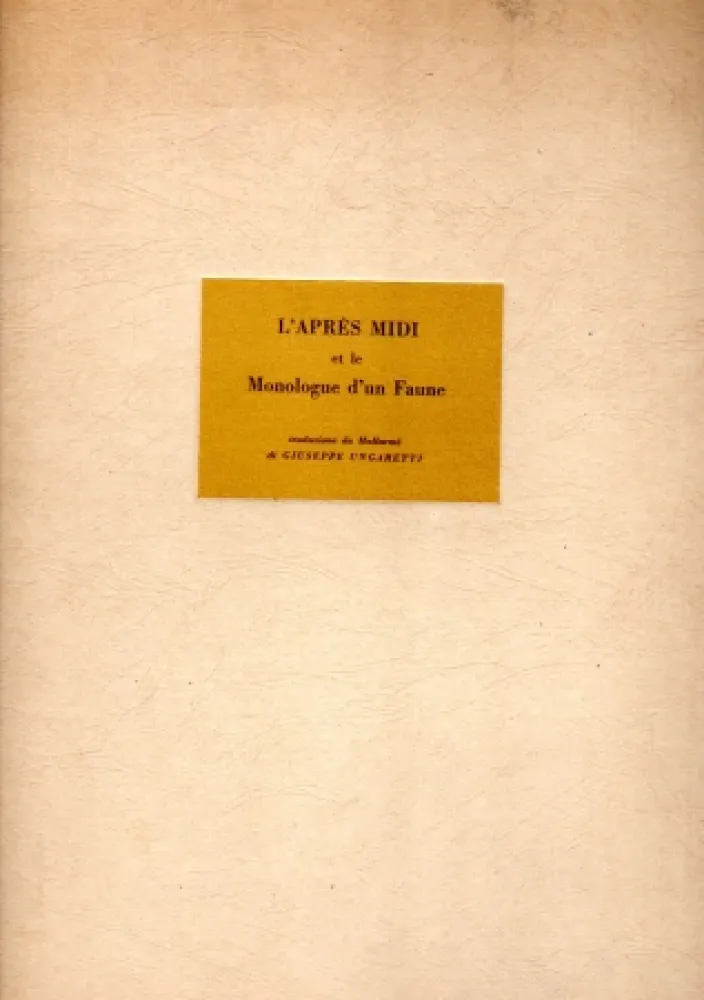 L'APRÈS MIDI
et le
Monologue d'un Faune
traduzione da Mallarmé
di GIUSEPPE UNGARETTI